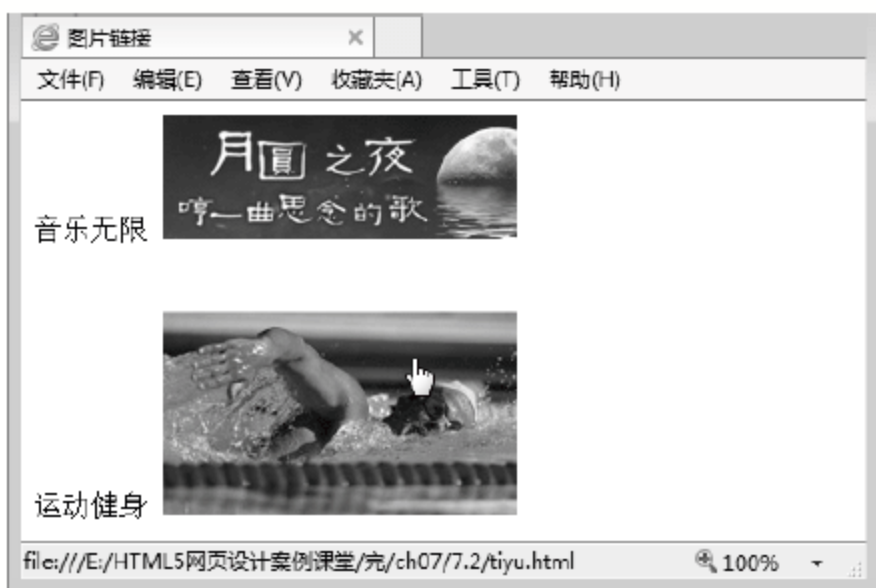 图片链接
文件(F) 编辑(E) 查看(V) 收藏夹(A) 工具(T) 帮助(H)
月圓之夜
哼一曲思念的歌
音乐无限
运动健身
file:///E:/HTML5网页设计案例课堂/完/ch07/7.2/tiyu.html 100%